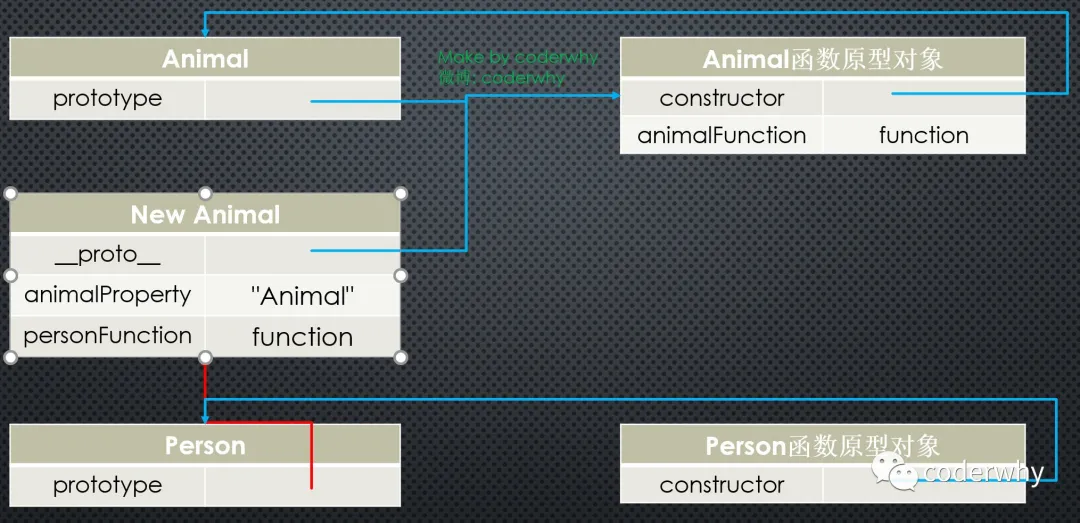 Animal
prototype
Make by coderwhy
微博: coderwhy
Animal函数原型对象
constructor
animalFunction function
New Animal
__proto__
animalProperty "Animal"
personFunction function
Person
prototype
Person函数原型对象
constructor
coderwhy